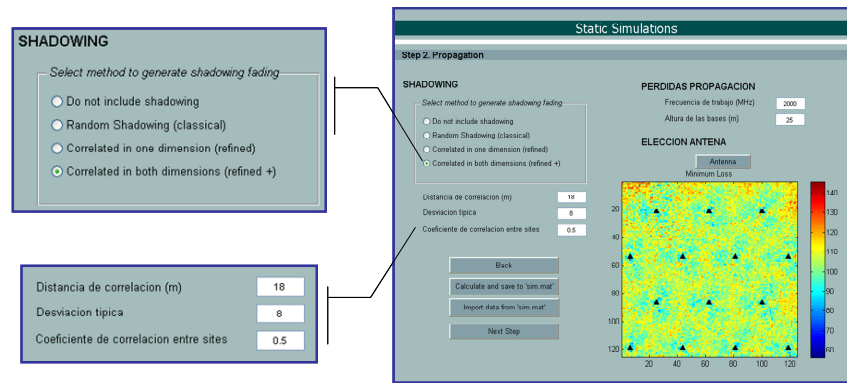 SHADOWING
Select method to generate shadowing fading
Do not include shadowing
Random Shadowing (classical)
Correlated in one dimension (refined)
Correlated in both dimensions (refined +)
Distancia de correlacion (m)
18
Desviacion tipica
8
Coeficiente de correlacion entre sites
0.5
Static Simulations
Step 2. Propagation
SHADOWING
Select method to generate shadowing fading
Do not include shadowing
Random Shadowing (classical)
Correlated in one dimension (refined)
Correlated in both dimensions (refined +)
Distancia de correlacion (m)
18
Desviacion tipica
8
Coeficiente de correlacion entre sites
0.5
Back
Calculate and save to 'sim.mat'
Import data from 'sim.mat'
Next Step
PERDIDAS PROPAGACION
Frecuencia de trabajo (MHz)
2000
Altura de las bases (m)
25
ELECCION ANTENA
Antenna
Minimum Loss
20
40
60
80
100
120
20 40 60 80 100 120
140
130
120
110
100
90
80
70
60